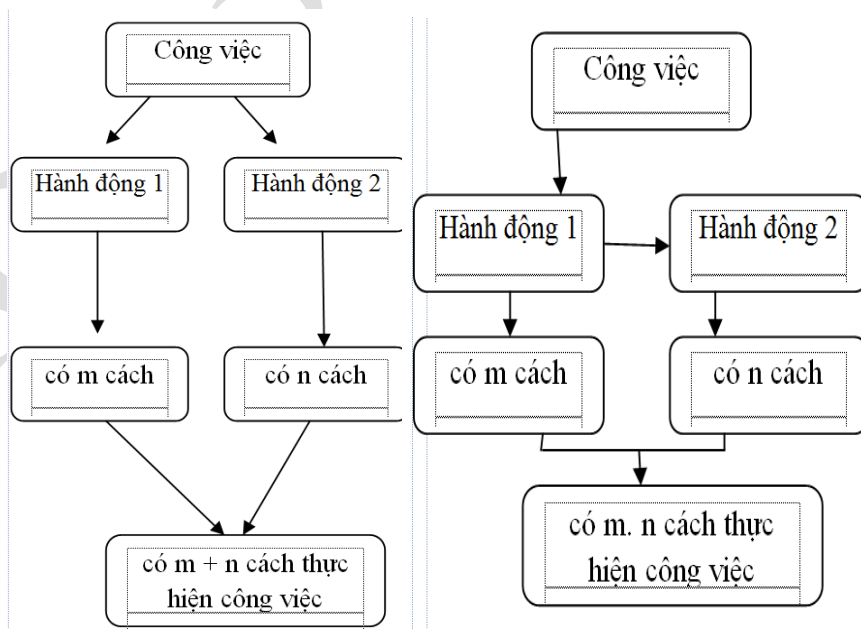 Công việc
Hành động 1
Hành động 2
có m cách
có n cách
có m + n cách thực
hiện công việc
Công việc
Hành động 1
Hành động 2
có m cách
có n cách
có m. n cách thực
hiện công việc